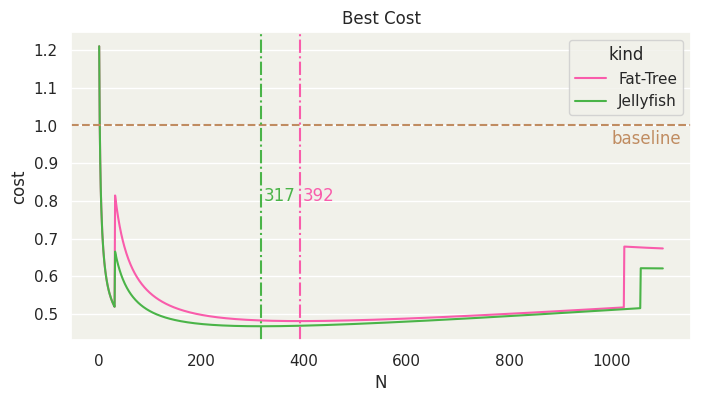 Best Cost
kind
Fat-Tree
Jellyfish
baseline
317
392
cost
1.2
1.1
1.0
0.9
0.8
0.7
0.6
0.5
0
200
400
600
800
1000
N